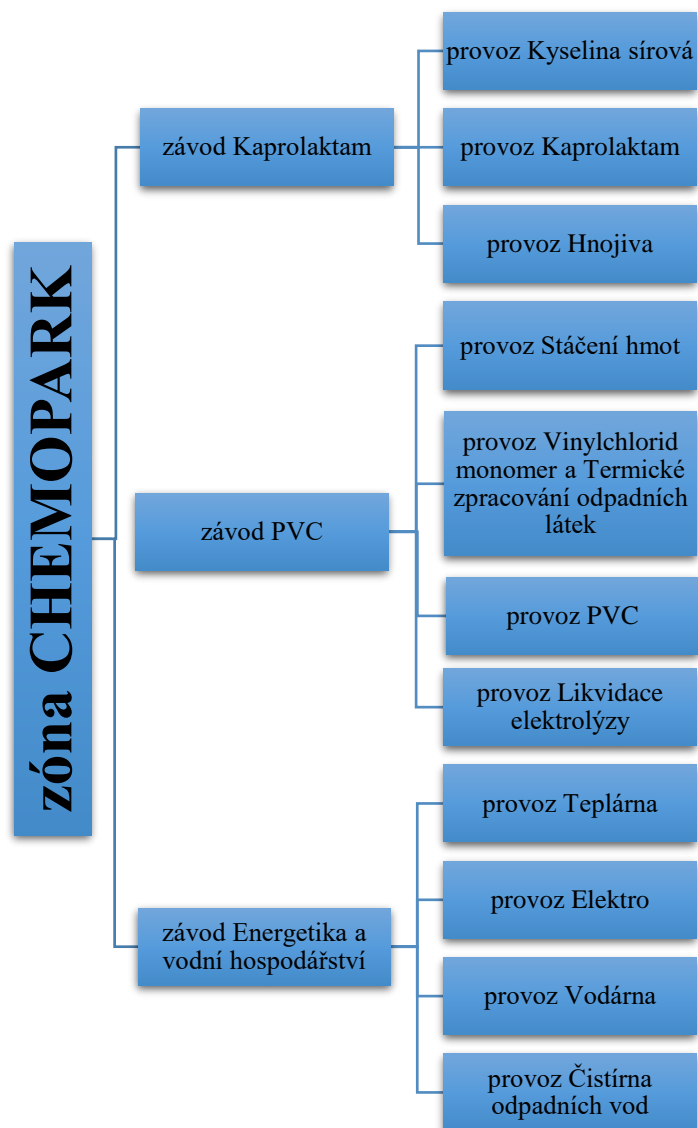 zóna CHEMOPARK
závod Kaprolaktam
provoz Kyselina sírová
provoz Kaprolaktam
provoz Hnojiva
závod PVC
provoz Stáčení hmot
provoz Vinylchlorid
monomer a Termické
zpracování odpadních
látek
provoz PVC
provoz Likvidace
elektrolýzy
závod Energetika a
vodní hospodářství
provoz Teplárna
provoz Elektro
provoz Vodárna
provoz Čistírna
odpadních vod